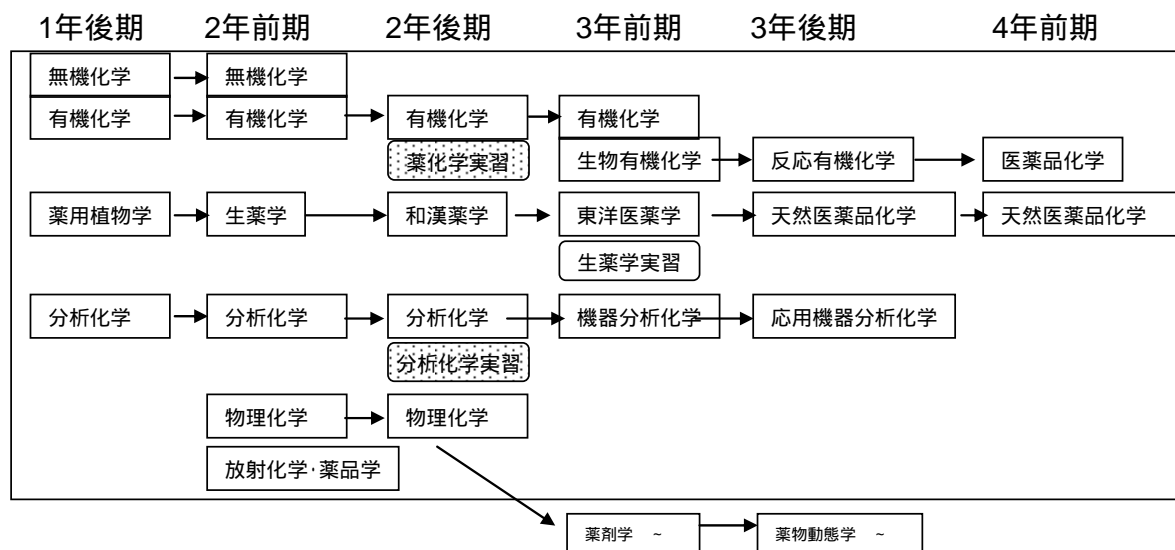 1年後期 2年前期 2年後期 3年前期 3年後期 4年前期
無機化学 無機化学
有機化学 有機化学 有機化学 有機化学
薬化学実習 生物有機化学 反応有機化学 医薬品化学
薬用植物学 生薬学 和漢薬学 東洋医薬学 天然医薬品化学 天然医薬品化学
生薬学実習
分析化学 分析化学 分析化学 機器分析化学 応用機器分析化学
分析化学実習
物理化学 物理化学
放射化学・薬品学
薬剤学 ~ 薬物動態学 ~